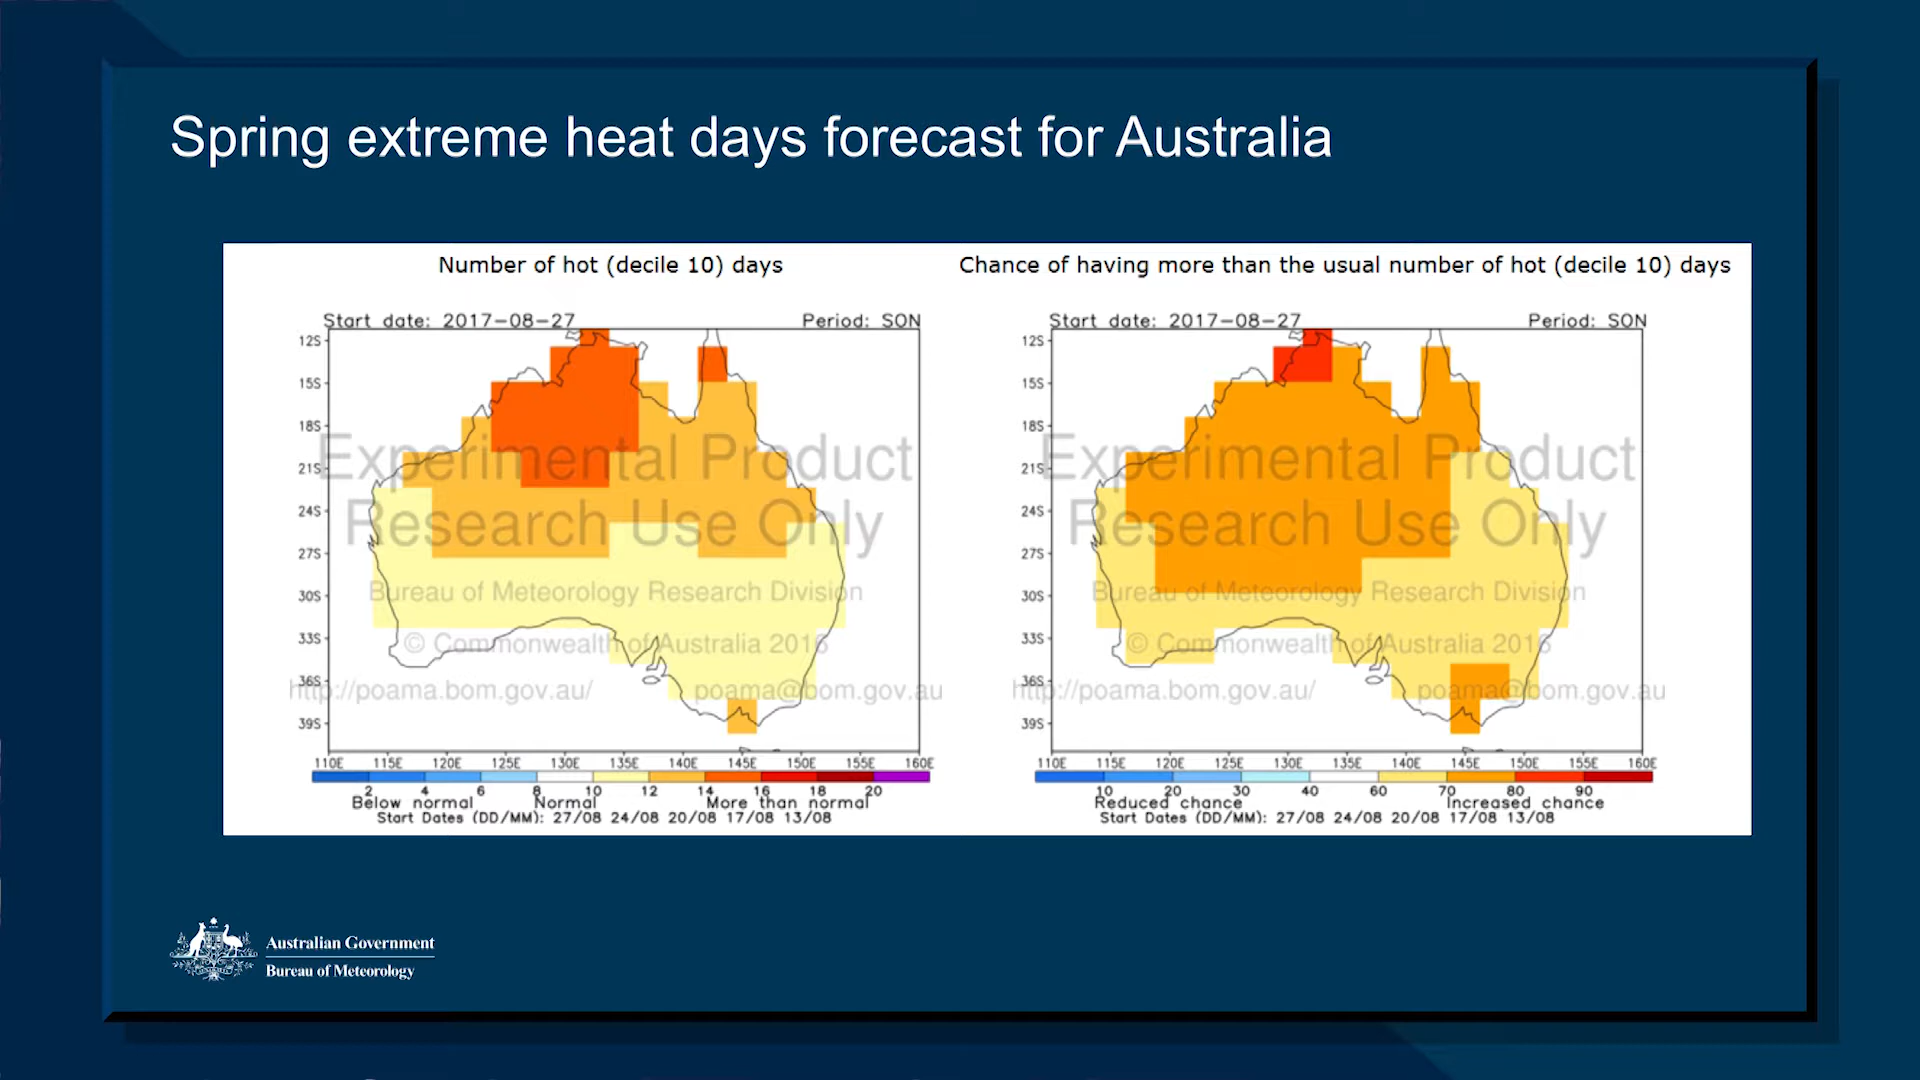 Spring extreme heat days forecast for Australia
Number of hot (decile 10) days
Start date: 2017-08-27 Period: SON
12S
15S
18S
21S
24S
27S
30S
33S
36S
39S
Experimental Product
Research Use Only
Bureau of Meteorology Research Division
© Commonwealth of Australia 2016
http://poama.bom.gov.au/ poama@bom.gov.au
110E 115E 120E 125E 130E 135E 140E 145E 150E 155E 160E
2 4 6 8 10 12 14 16 18 20
Below normal Normal More than normal
Start Dates (DD/MM): 27/08 24/08 20/08 17/08 13/08
Chance of having more than the usual number of hot (decile 10) days
Start date: 2017-08-27 Period: SON
12S
15S
18S
21S
24S
27S
30S
33S
36S
39S
Experimental Product
Research Use Only
Bureau of Meteorology Research Division
© Commonwealth of Australia 2016
http://poama.bom.gov.au/ poama@bom.gov.au
110E 115E 120E 125E 130E 135E 140E 145E 150E 155E 160E
10 20 30 40 60 70 80 90
Reduced chance Increased chance
Start Dates (DD/MM): 27/08 24/08 20/08 17/08 13/08
Australian Government
Bureau of Meteorology